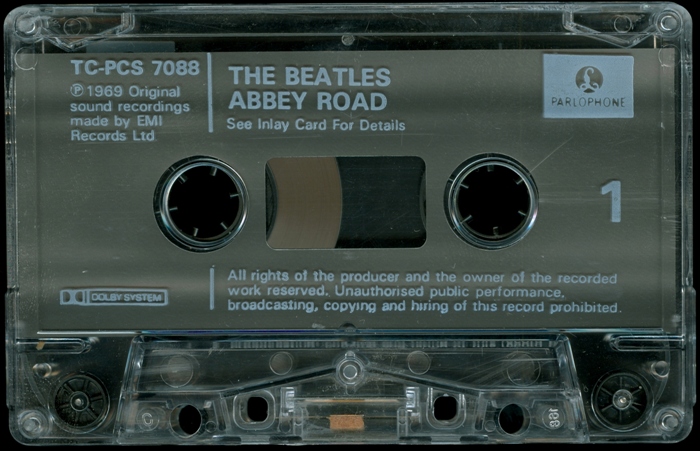 TC-PCS 7088
℗ 1969 Original
sound recordings
made by EMI
Records Ltd
THE BEATLES
ABBEY ROAD
See Inlay Card For Details
PARLOPHONE
1
DOLBY SYSTEM
All rights of the producer and the owner of the recorded
work reserved. Unauthorised public performance,
broadcasting, copying and hiring of this record prohibited.